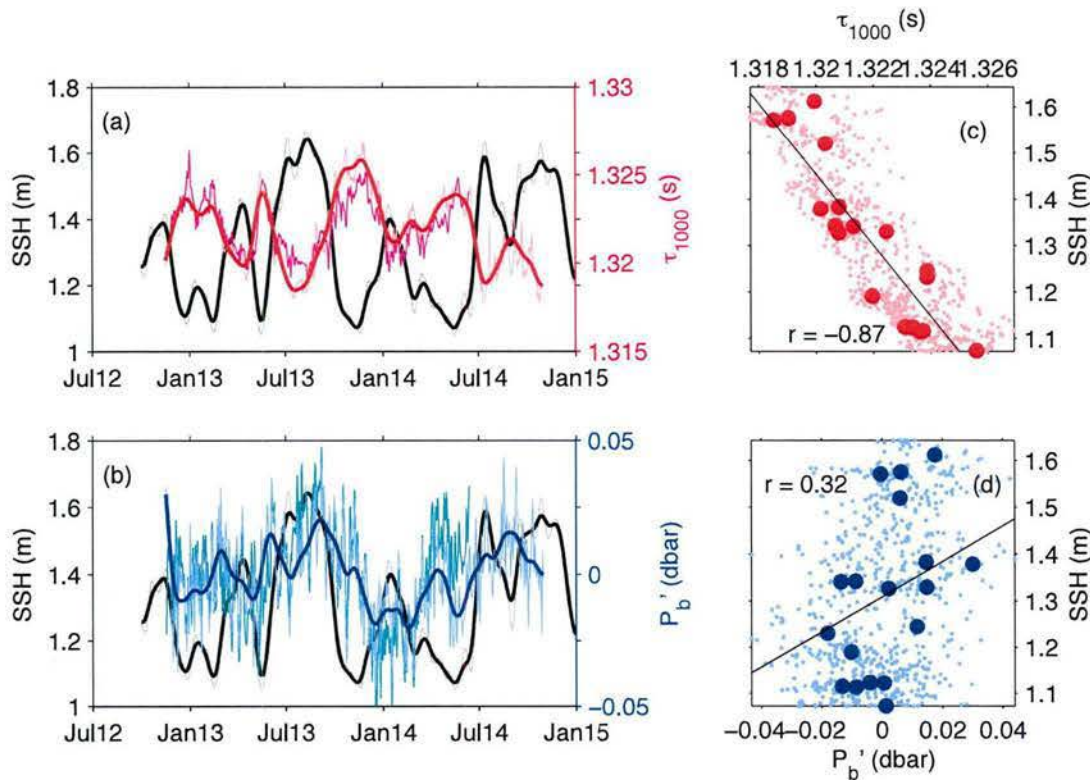 (a)
SSH (m)
1.8
1.6
1.4
1.2
1
Jul12 Jan13 Jul13 Jan14 Jul14 Jan15
1.33
1.325
1.32
1.315
τ1000 (s)
τ1000 (s)
1.318 1.32 1.322 1.324 1.326
(c)
r = −0.87
1.6
1.5
1.4
1.3
1.2
1.1
SSH (m)
(b)
SSH (m)
1.8
1.6
1.4
1.2
1
Jul12 Jan13 Jul13 Jan14 Jul14 Jan15
0.05
0
−0.05
Pb' (dbar)
r = 0.32
(d)
1.6
1.5
1.4
1.3
1.2
1.1
SSH (m)
−0.04 −0.02 0 0.02 0.04
Pb' (dbar)